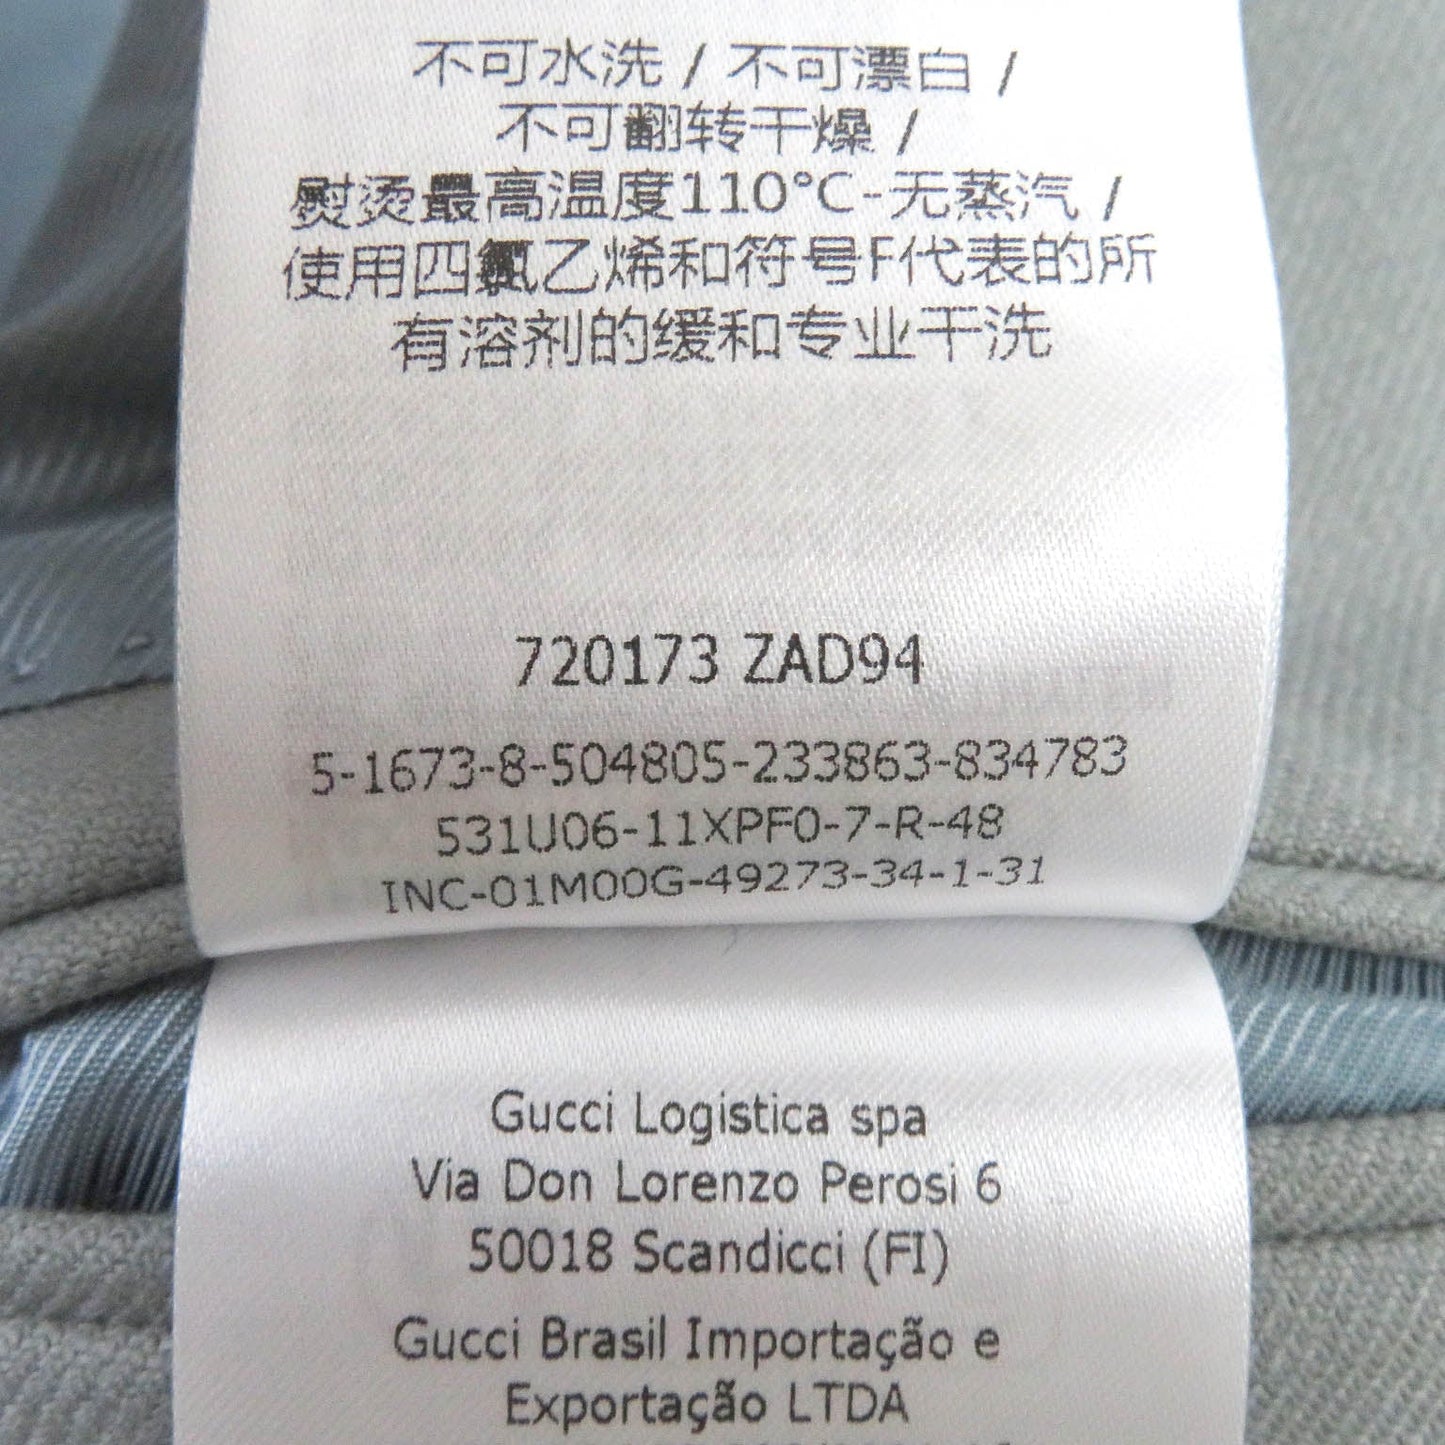 不可水洗 / 不可漂白 /
不可翻转干燥 /
熨烫最高温度110°C-无蒸汽 /
使用四氯乙烯和符号F代表的所
有溶剂的缓和专业干洗
720173 ZAD94
5-1673-8-504805-233863-834783
531U06-11XPF0-7-R-48
INC-01M00G-49273-34-1-31
Gucci Logistica spa
Via Don Lorenzo Perosi 6
50018 Scandicci (FI)
Gucci Brasil Importação e
Exportação LTDA